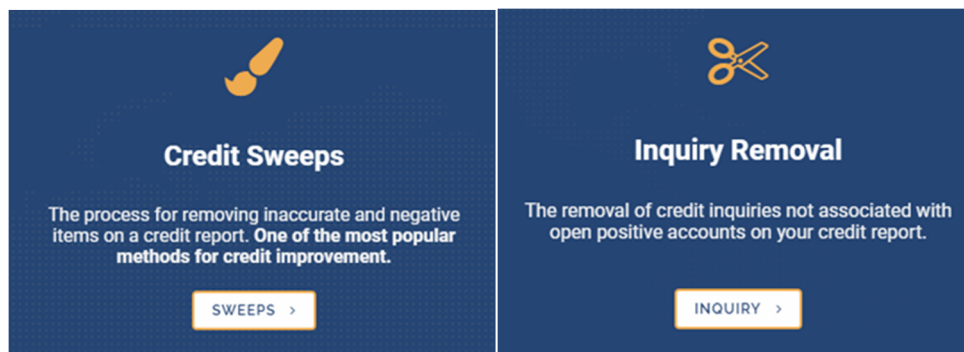 Credit Sweeps
The process for removing inaccurate and negative
items on a credit report. One of the most popular
methods for credit improvement.
SWEEPS >
Inquiry Removal
The removal of credit inquiries not associated with
open positive accounts on your credit report.
INQUIRY >